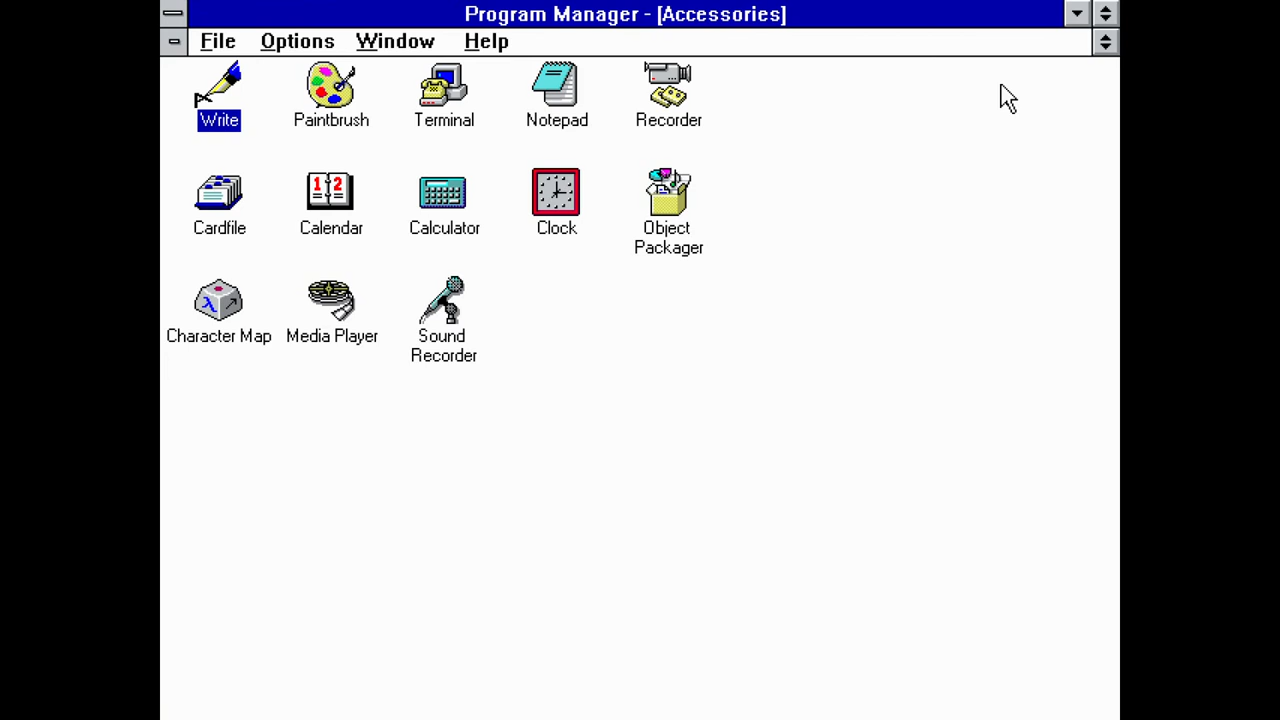 Program Manager - [Accessories]
File Options Window Help
Write Paintbrush Terminal Notepad Recorder
Cardfile Calendar Calculator Clock Object
Packager
Character Map Media Player Sound
Recorder